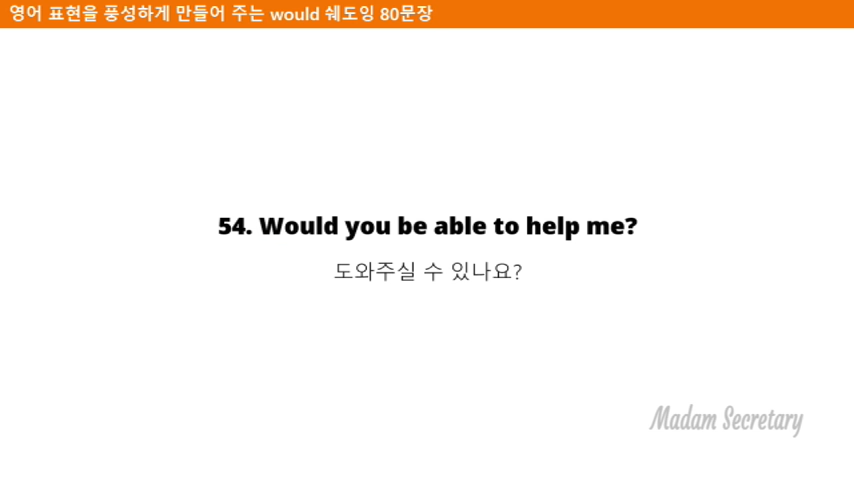 영어 표현을 풍성하게 만들어 주는 would 쉐도잉 80문장
54. Would you be able to help me?
도와주실 수 있나요?
Madam Secretary